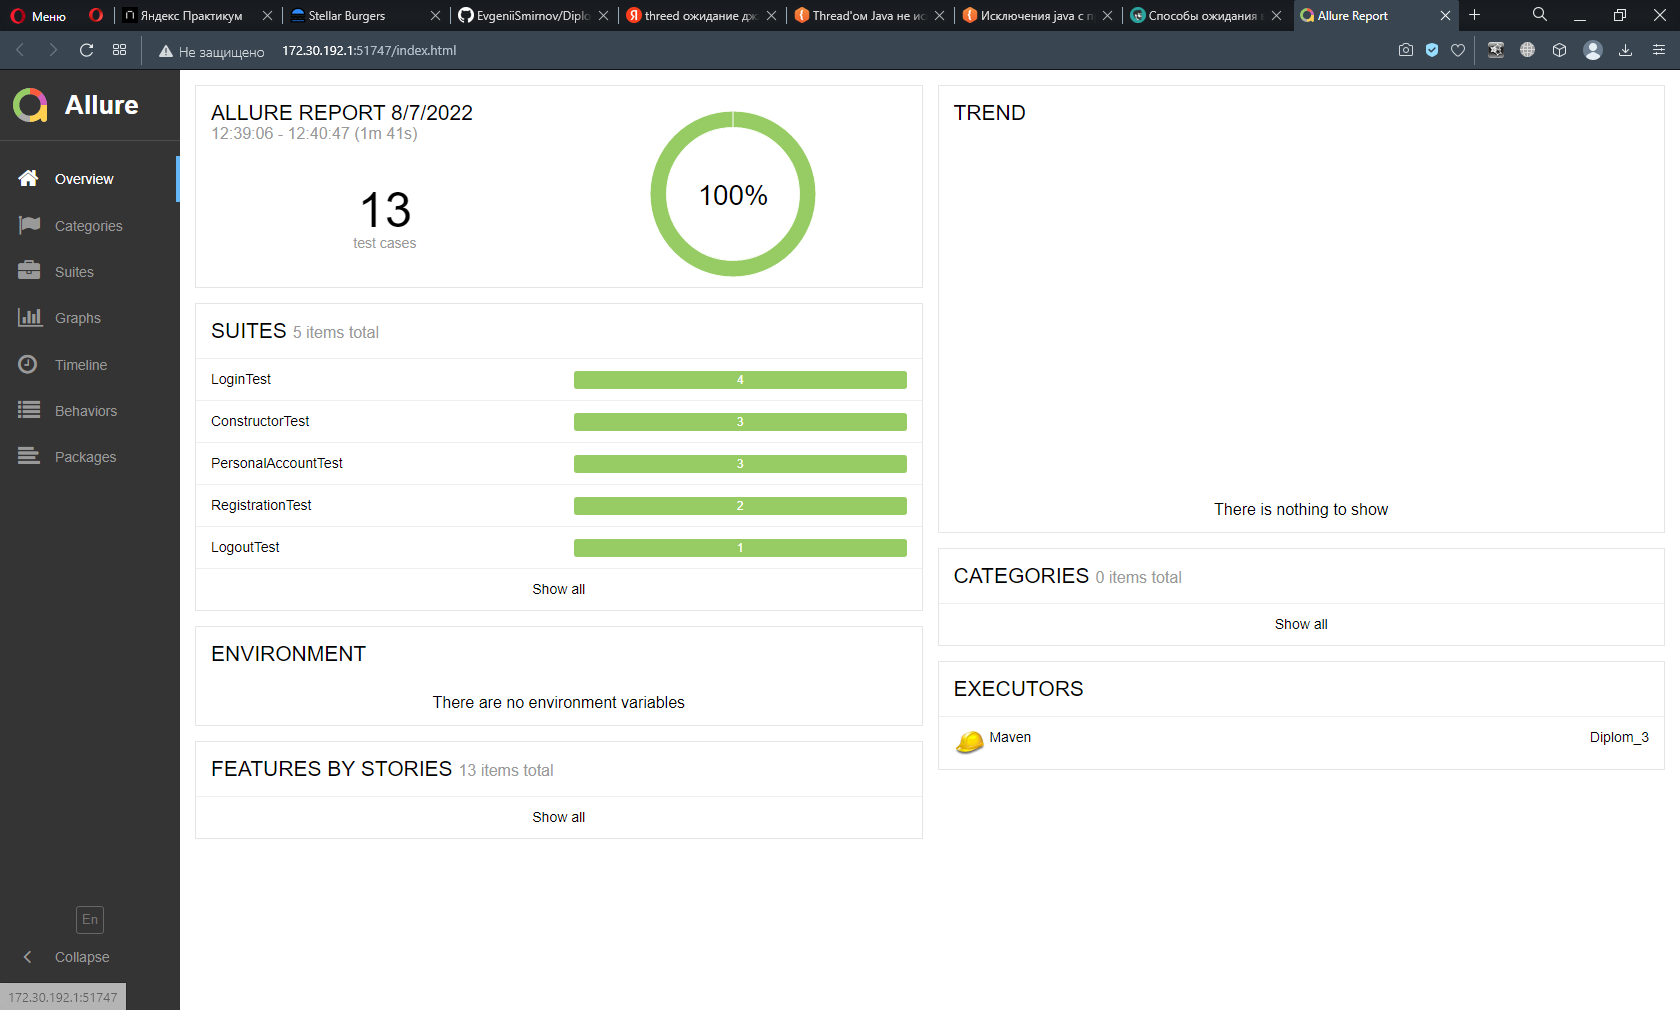 Меню
Яндекс Практикум
Stellar Burgers
EvgeniiSmirnov/Diplo
threed ожидание дж
Thread'ом Java не ис
Исключения java с п
Способы ожидания
Allure Report
Не защищено
172.30.192.1:51747/index.html
Allure
Overview
Categories
Suites
Graphs
Timeline
Behaviors
Packages
En
Collapse
172.30.192.1:51747
ALLURE REPORT 8/7/2022
12:39:06 - 12:40:47 (1m 41s)
13
test cases
100%
SUITES 5 items total
LoginTest 4
ConstructorTest 3
PersonalAccountTest 3
RegistrationTest 2
LogoutTest 1
Show all
ENVIRONMENT
There are no environment variables
FEATURES BY STORIES 13 items total
Show all
TREND
There is nothing to show
CATEGORIES 0 items total
Show all
EXECUTORS
Maven Diplom_3